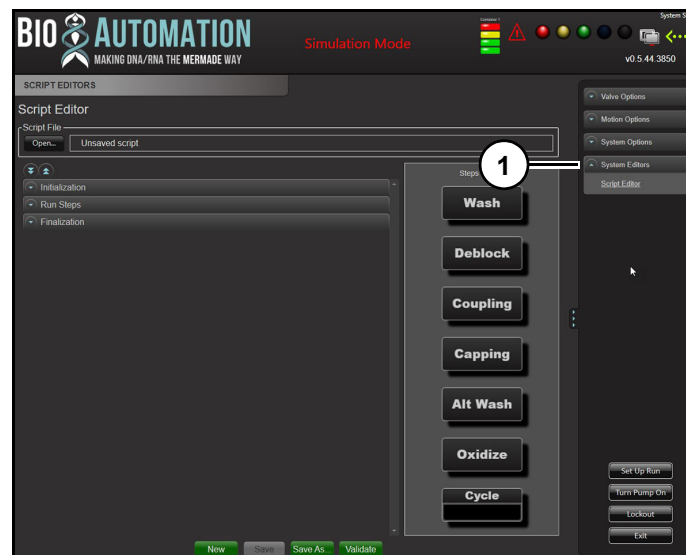 BIO AUTOMATION
MAKING DNA/RNA THE MERMADE WAY
Simulation Mode
Container 1
System S
v0.5.44.3850
SCRIPT EDITORS
Script Editor
Script File
Open...
Unsaved script
Initialization
Run Steps
Finalization
Steps
Wash
Deblock
Coupling
Capping
Alt Wash
Oxidize
Cycle
New
Save
Save As
Validate
1
Valve Options
Motion Options
System Options
System Editors
Script Editor
Set Up Run
Turn Pump On
Lockout
Exit